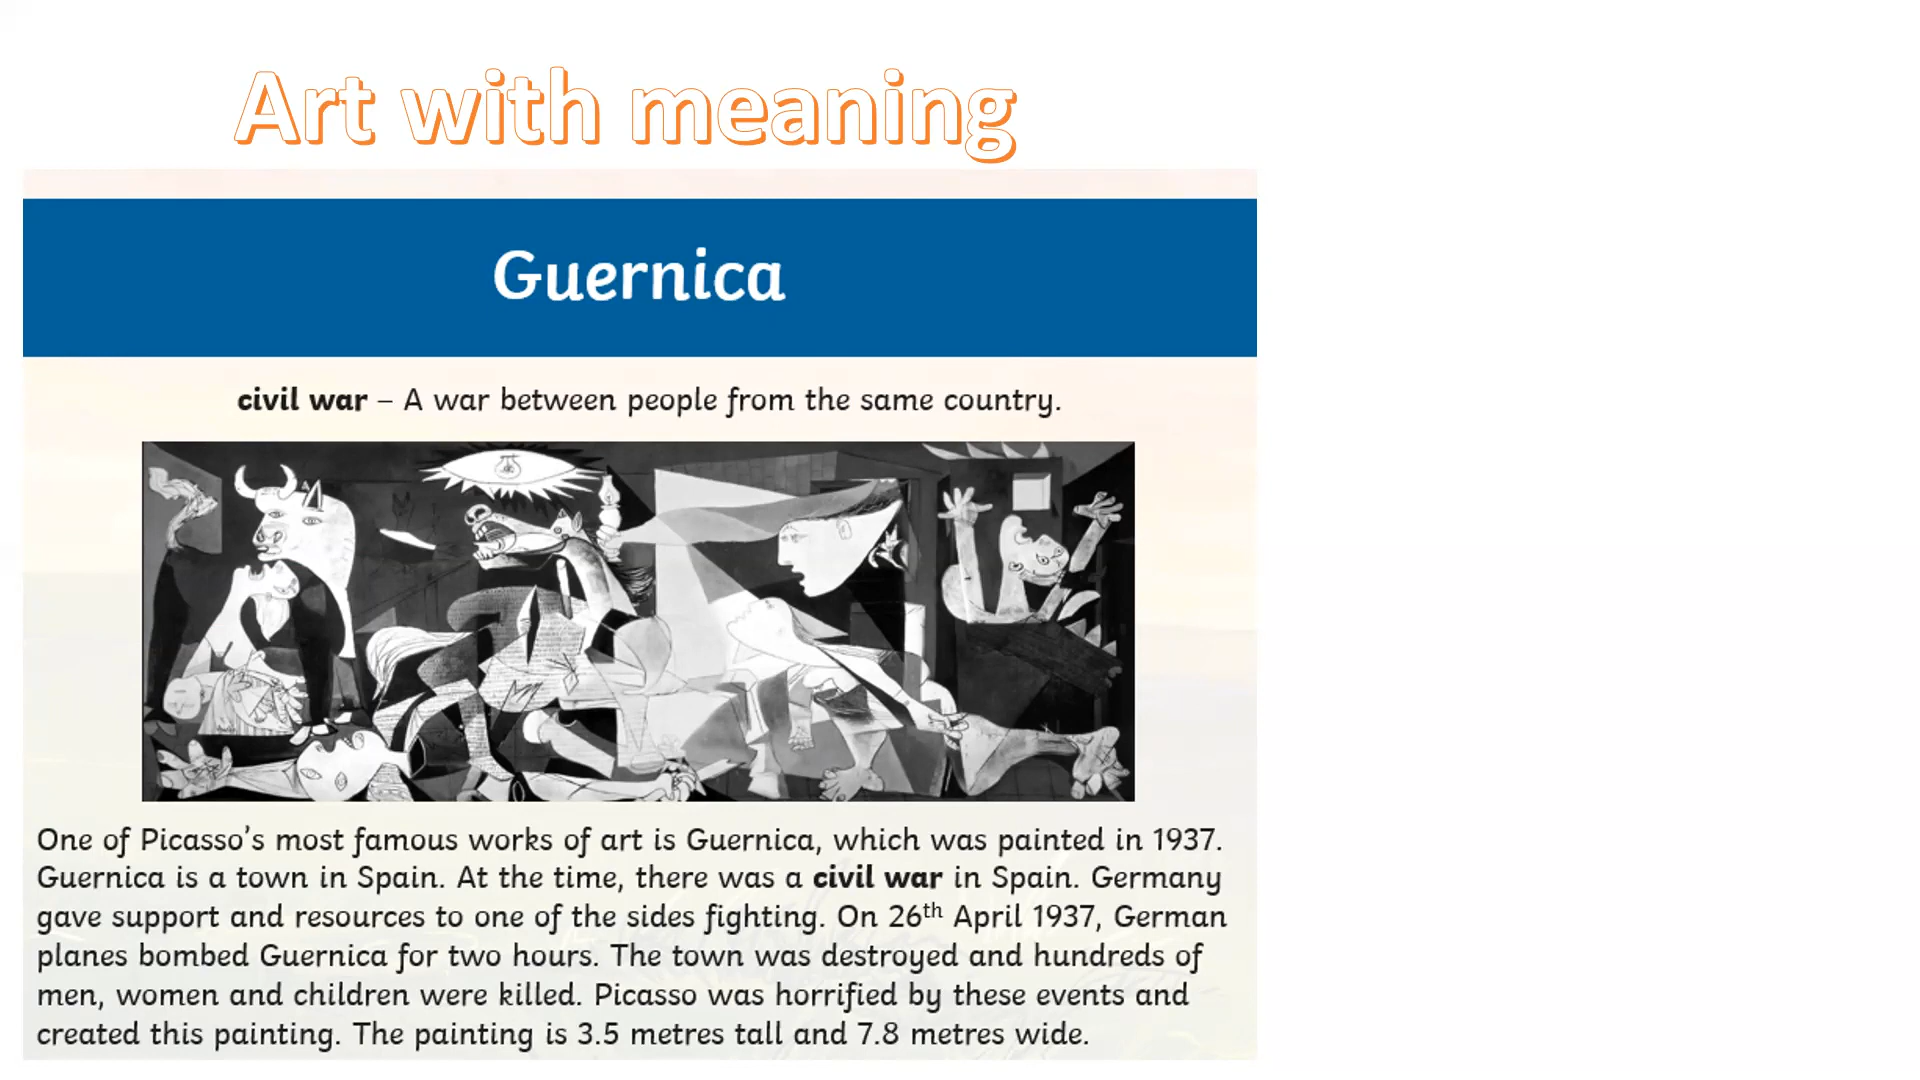 Art with meaning
Guernica
civil war – A war between people from the same country.
One of Picasso’s most famous works of art is Guernica, which was painted in 1937.
Guernica is a town in Spain. At the time, there was a civil war in Spain. Germany
gave support and resources to one of the sides fighting. On 26th April 1937, German
planes bombed Guernica for two hours. The town was destroyed and hundreds of
men, women and children were killed. Picasso was horrified by these events and
created this painting. The painting is 3.5 metres tall and 7.8 metres wide.